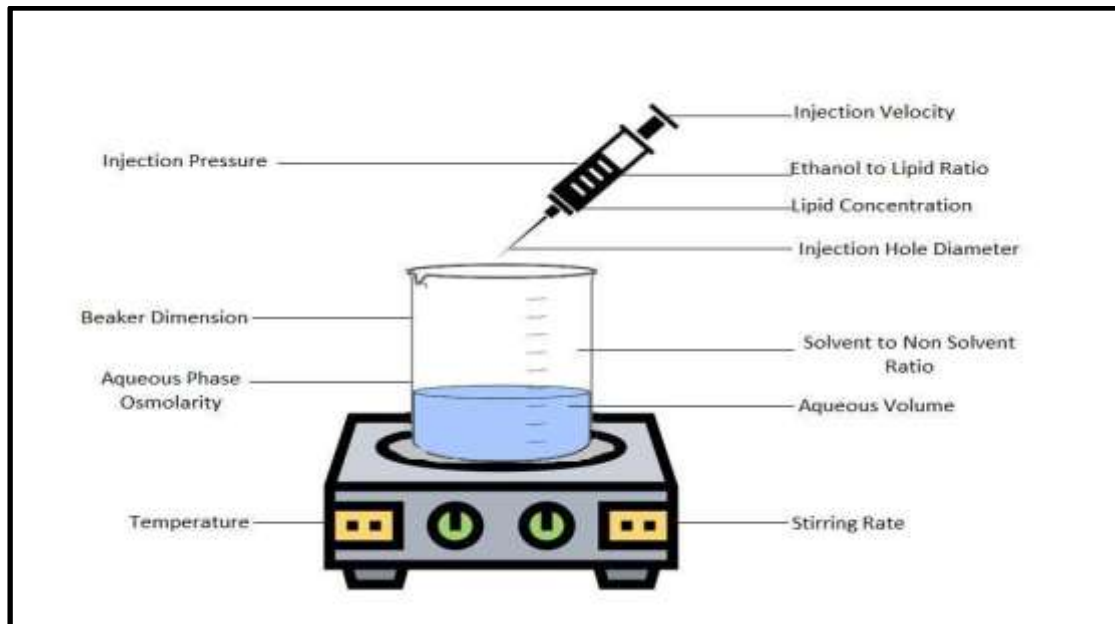 Injection Velocity
Injection Pressure
Ethanol to Lipid Ratio
Lipid Concentration
Injection Hole Diameter
Beaker Dimension
Solvent to Non Solvent
Ratio
Aqueous Phase
Osmolarity
Aqueous Volume
Temperature
Stirring Rate